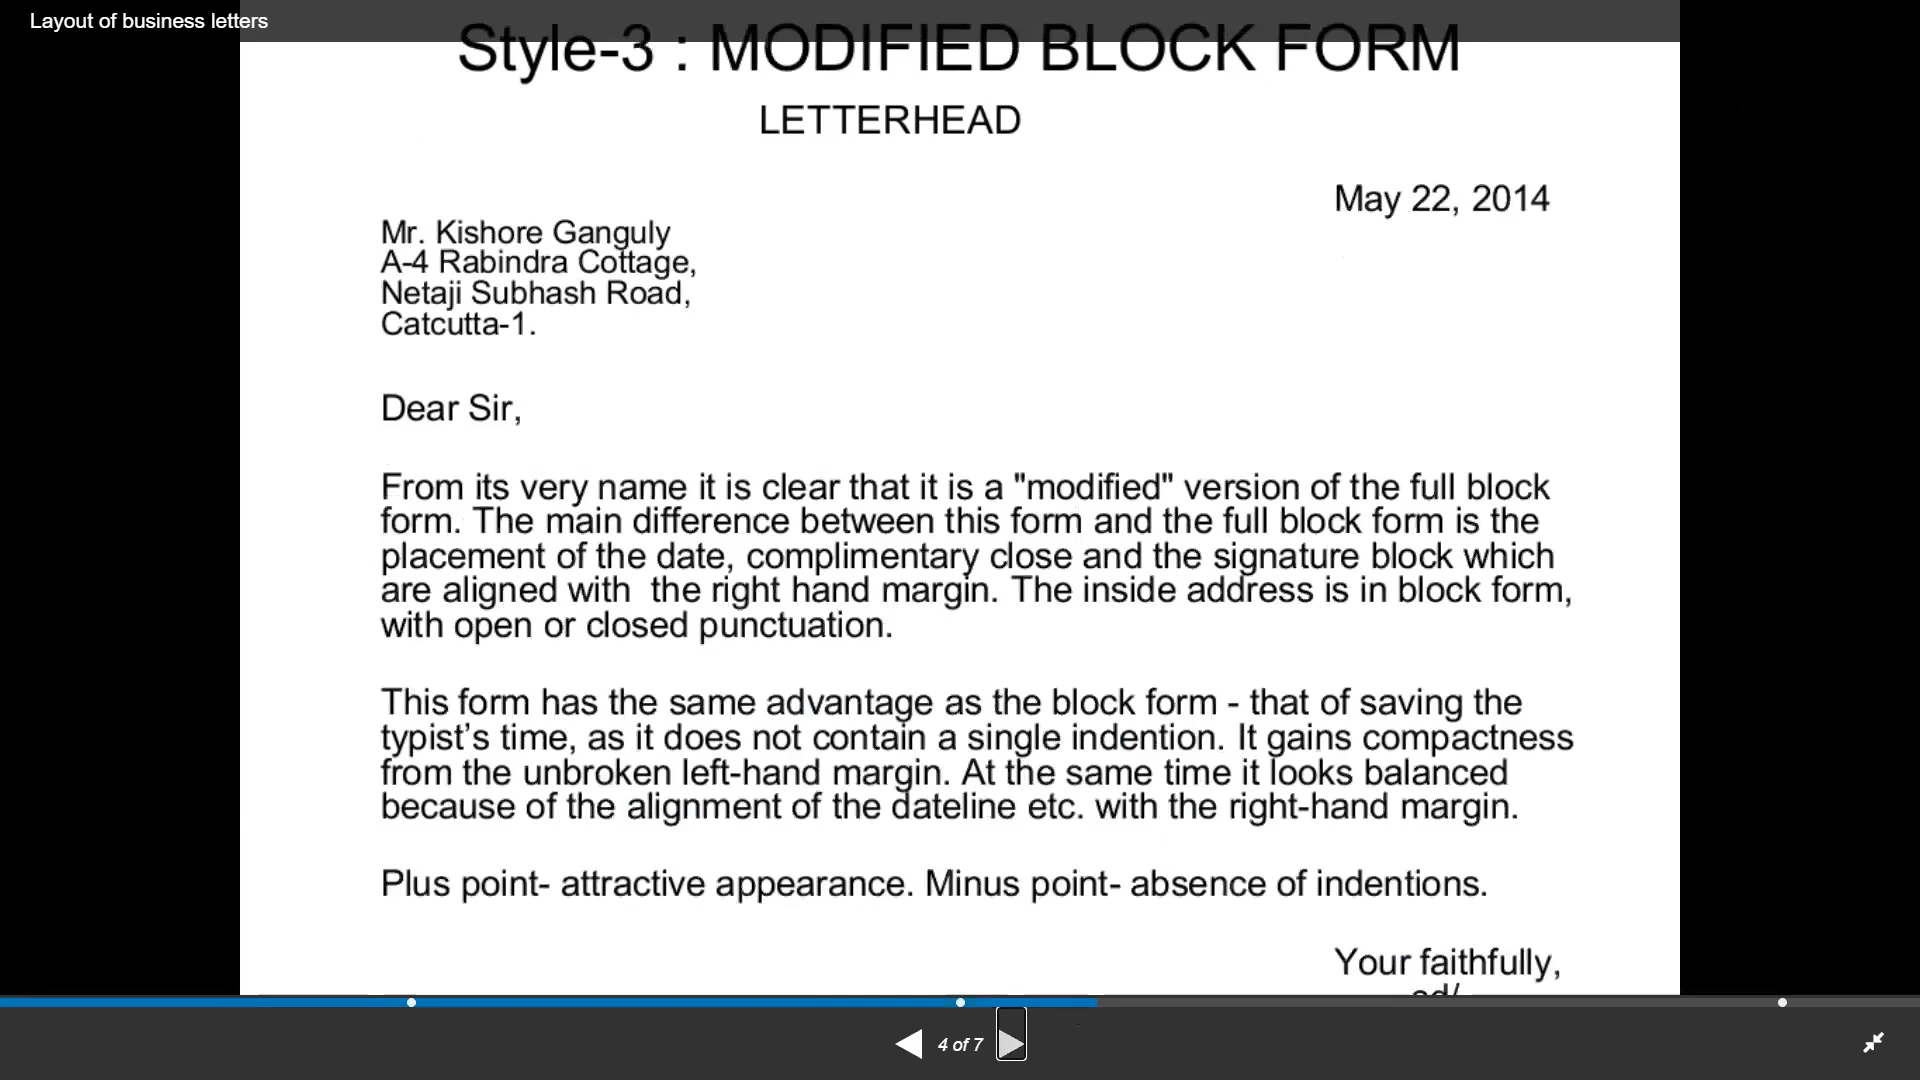 Layout of business letters
Style-3 : MODIFIED BLOCK FORM
LETTERHEAD
May 22, 2014
Mr. Kishore Ganguly
A-4 Rabindra Cottage,
Netaji Subhash Road,
Catcutta-1.
Dear Sir,
From its very name it is clear that it is a "modified" version of the full block
form. The main difference between this form and the full block form is the
placement of the date, complimentary close and the signature block which
are aligned with the right hand margin. The inside address is in block form,
with open or closed punctuation.
This form has the same advantage as the block form - that of saving the
typist’s time, as it does not contain a single indention. It gains compactness
from the unbroken left-hand margin. At the same time it looks balanced
because of the alignment of the dateline etc. with the right-hand margin.
Plus point- attractive appearance. Minus point- absence of indentions.
Your faithfully,
4 of 7